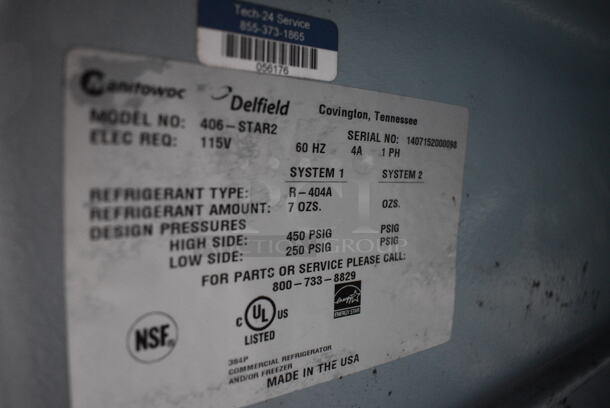 Tech-24 Service
855-373-1865
056176
Manitowoc Delfield Covington, Tennessee
MODEL NO: 406-STAR2 SERIAL NO: 1407152000098
ELEC REQ: 115V 60 HZ 4A 1 PH
SYSTEM 1 SYSTEM 2
REFRIGERANT TYPE: R-404A
REFRIGERANT AMOUNT: 7 OZS. OZS.
DESIGN PRESSURES
HIGH SIDE: 450 PSIG PSIG
LOW SIDE: 250 PSIG PSIG
FOR PARTS OR SERVICE PLEASE CALL:
800-733-8829
NSF
C UL US
LISTED
energy
ENERGY STAR
384P
COMMERCIAL REFRIGERATOR
AND/OR FREEZER
MADE IN THE USA
GROUP